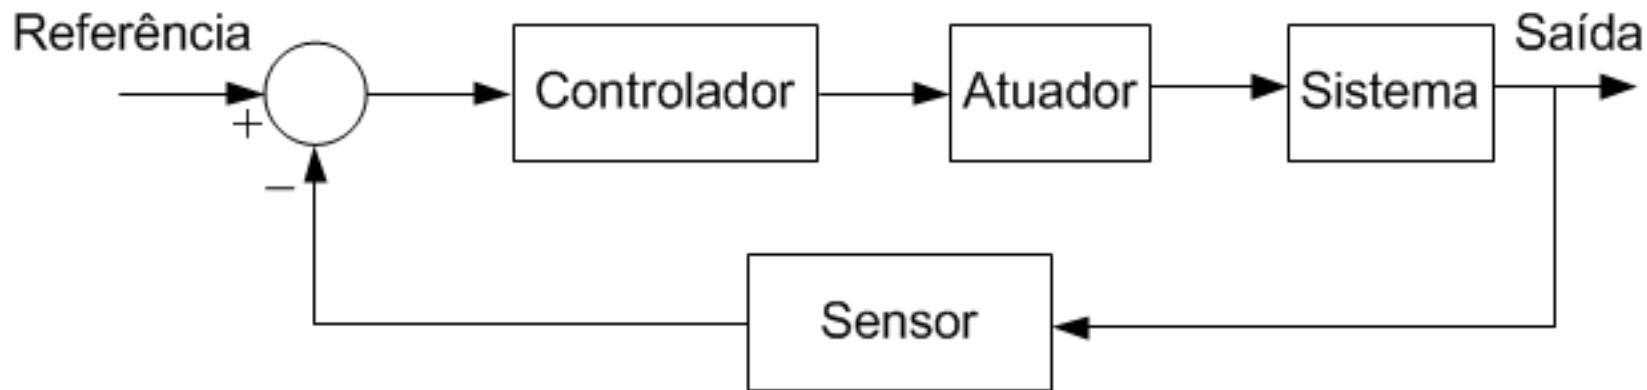 Referência
Saída
Controlador
Atuador
Sistema
+
−
Sensor